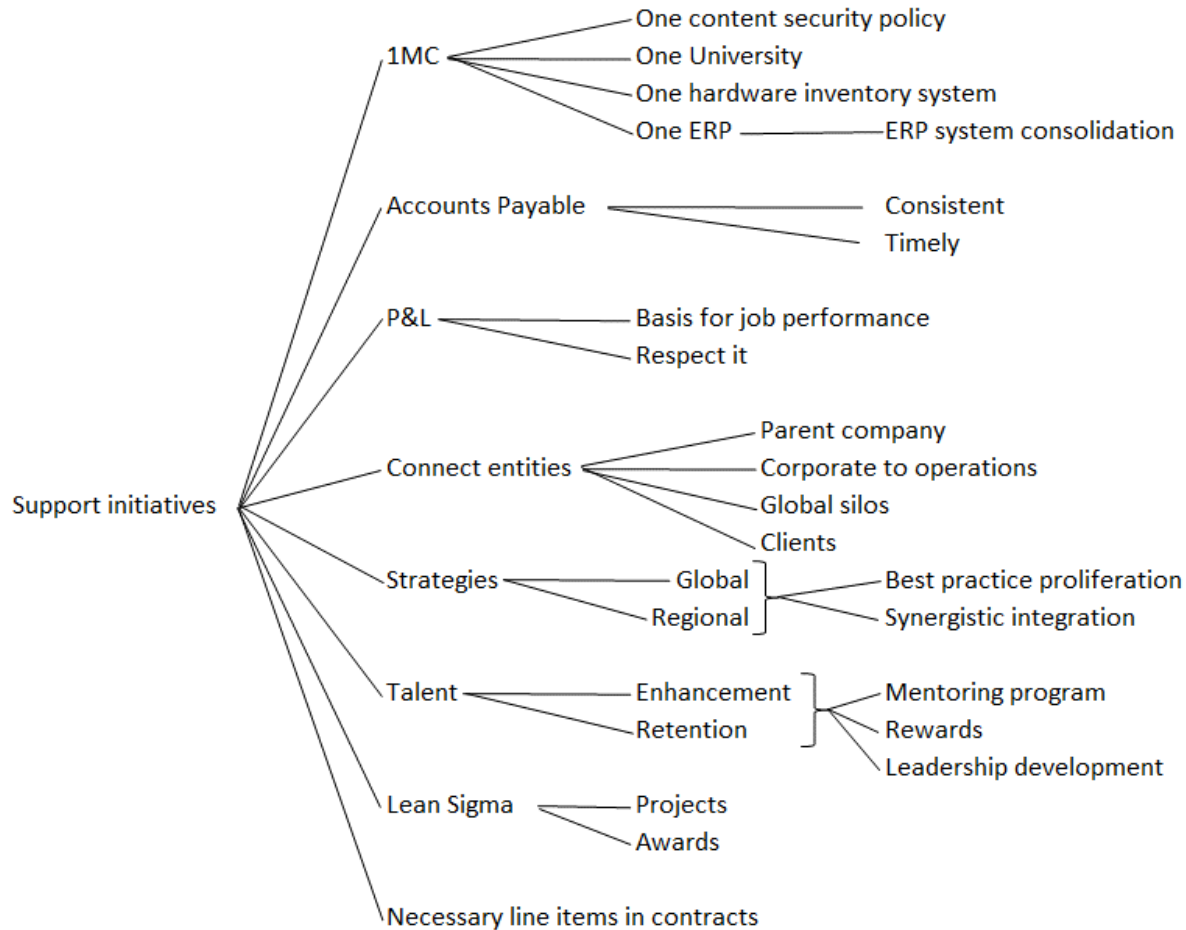 One content security policy
1MC
One University
One hardware inventory system
One ERP
ERP system consolidation
Accounts Payable
Consistent
Timely
P&L
Basis for job performance
Respect it
Parent company
Connect entities
Corporate to operations
Global silos
Support initiatives
Clients
Strategies
Global
Best practice proliferation
Regional
Synergistic integration
Talent
Enhancement
Mentoring program
Retention
Rewards
Leadership development
Lean Sigma
Projects
Awards
Necessary line items in contracts